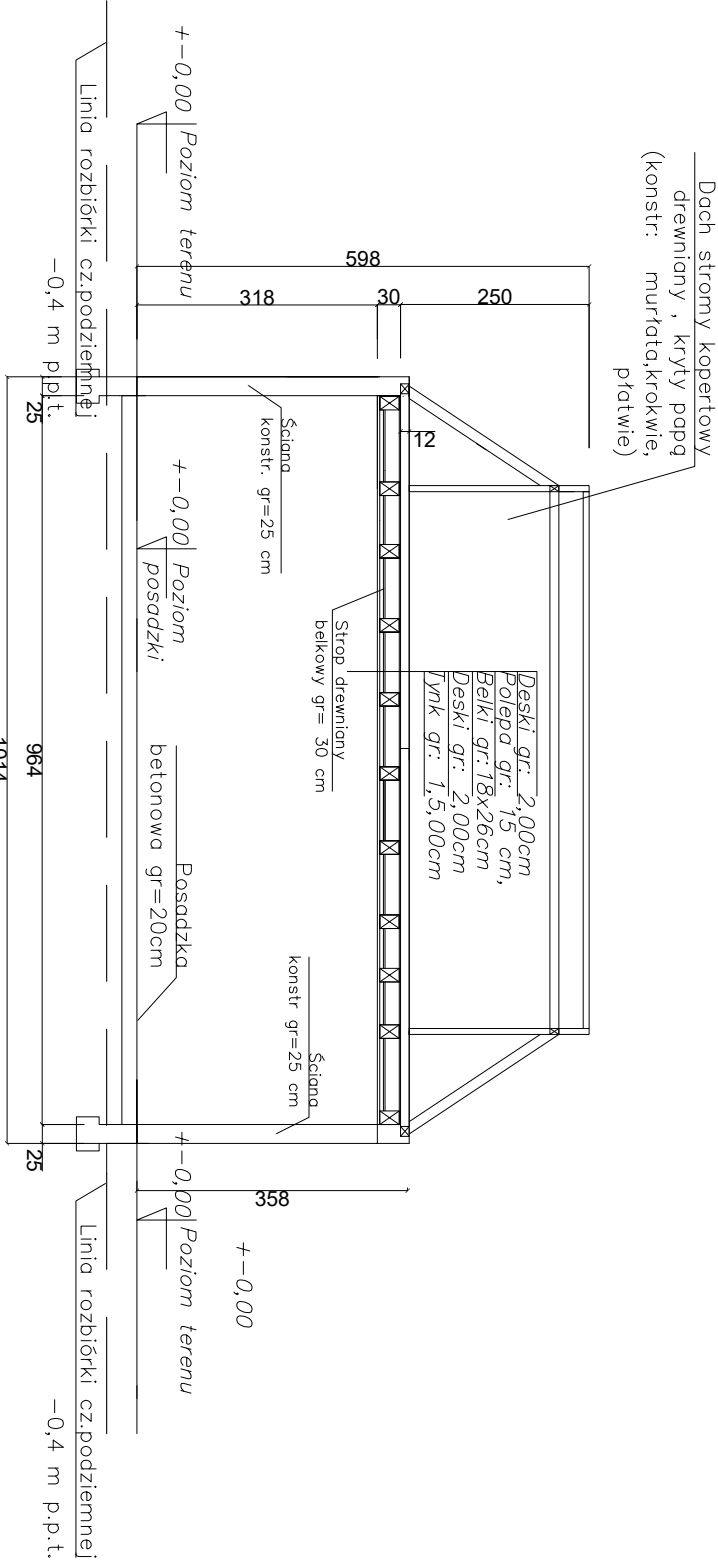 Dach stromy kopertowy
drewniany , kryty papą
(konstr: murłata,krokwie,
płatwie)
598
318
30
250
12
+-0,00 Poziom terenu
Linia rozbiórki cz.podziemnej
-0,4 m p.p.t.
25
Ściana
konstr. gr=25 cm
+-0,00 Poziom
posadzki
Strop drewniany
belkowy gr= 30 cm
Deski gr: 2,00cm
Polepa gr: 15 cm,
Belki gr:18x26cm
Deski gr: 2,00cm
Tynk gr: 1,5,00cm
Posadzka
betonowa gr=20cm
964
1014
Ściana
konstr gr=25 cm
25
358
+-0,00
+-0,00 Poziom terenu
Linia rozbiórki cz.podziemnej
-0,4 m p.p.t.